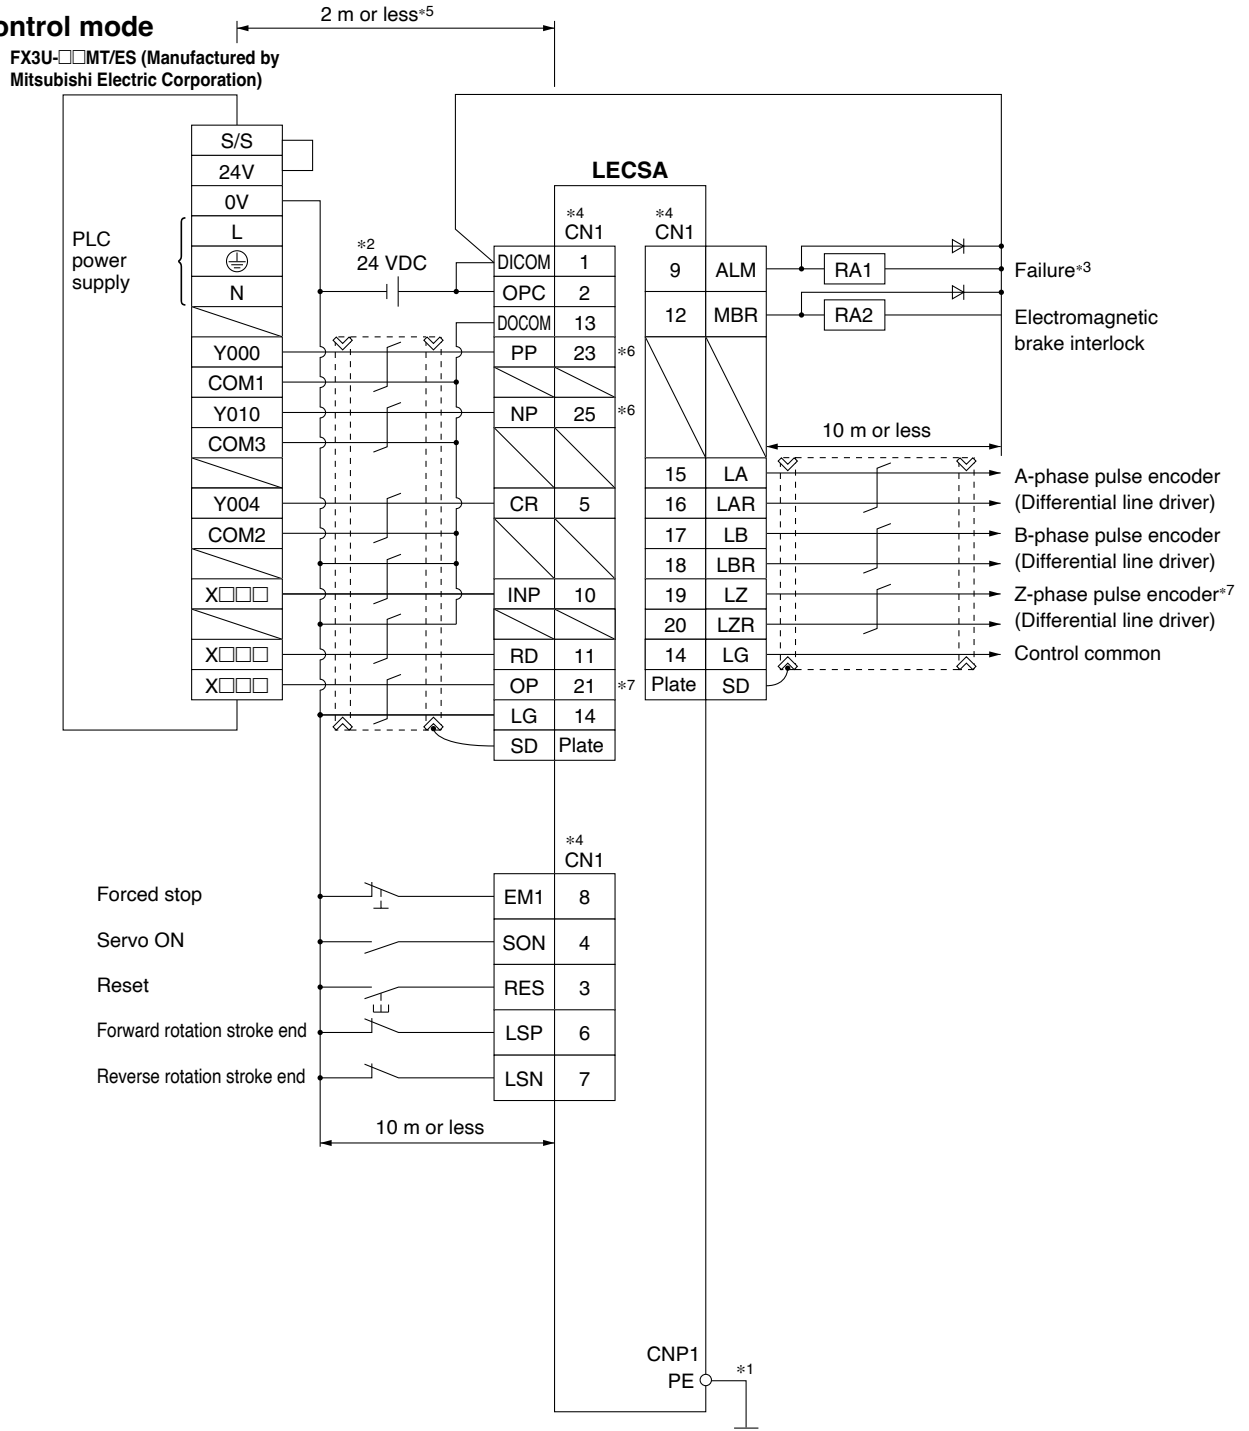 ontrol mode
2 m or less*5
FX3U-□□MT/ES (Manufactured by
Mitsubishi Electric Corporation)
S/S
24V
0V
L
N
PLC
power
supply
Y000
COM1
Y010
COM3
Y004
COM2
X□□□
X□□□
X□□□
*2
24 VDC
LECSA
*4
CN1
DICOM 1
OPC 2
DOCOM 13
PP 23 *6
NP 25 *6
CR 5
INP 10
RD 11
OP 21 *7
LG 14
SD Plate
*4
CN1
9 ALM RA1 Failure*3
12 MBR RA2 Electromagnetic
brake interlock
10 m or less
15 LA A-phase pulse encoder
16 LAR (Differential line driver)
17 LB B-phase pulse encoder
18 LBR (Differential line driver)
19 LZ Z-phase pulse encoder*7
20 LZR (Differential line driver)
14 LG Control common
Plate SD
*4
CN1
Forced stop EM1 8
Servo ON SON 4
Reset RES 3
Forward rotation stroke end LSP 6
Reverse rotation stroke end LSN 7
10 m or less
CNP1
PE *1